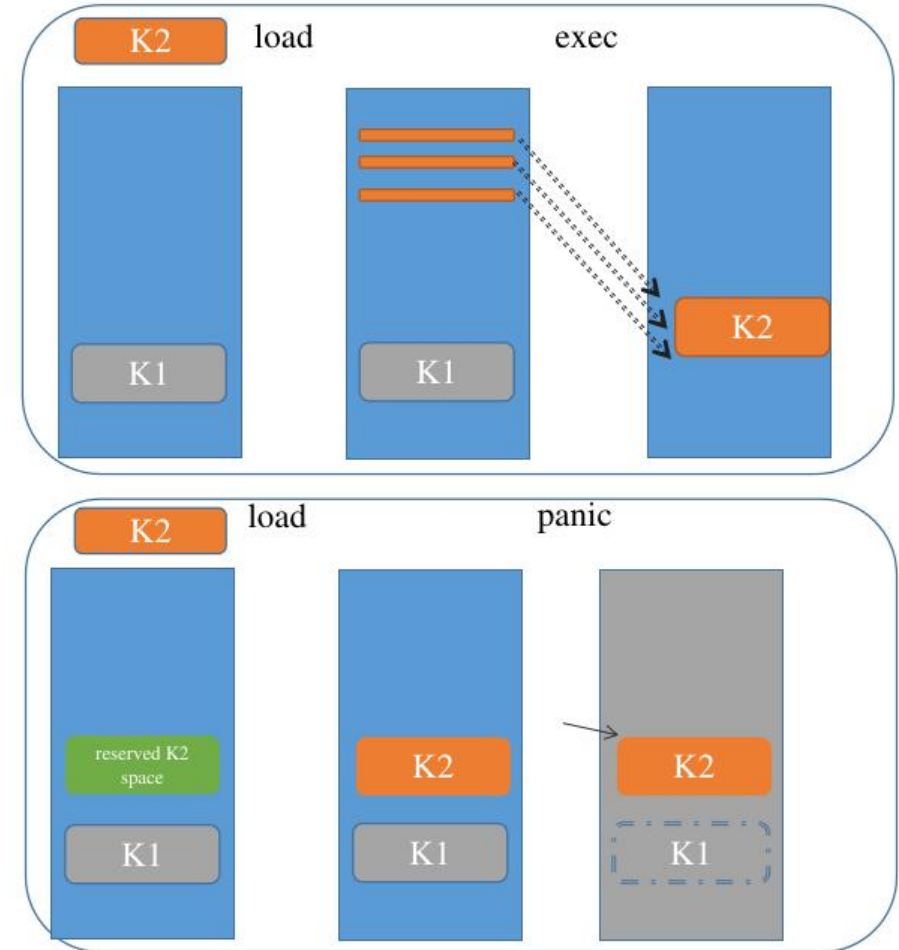 K2 load exec
K1
K1
K2
K2 load panic
reserved K2
space
K1
K2
K1
K2
K1